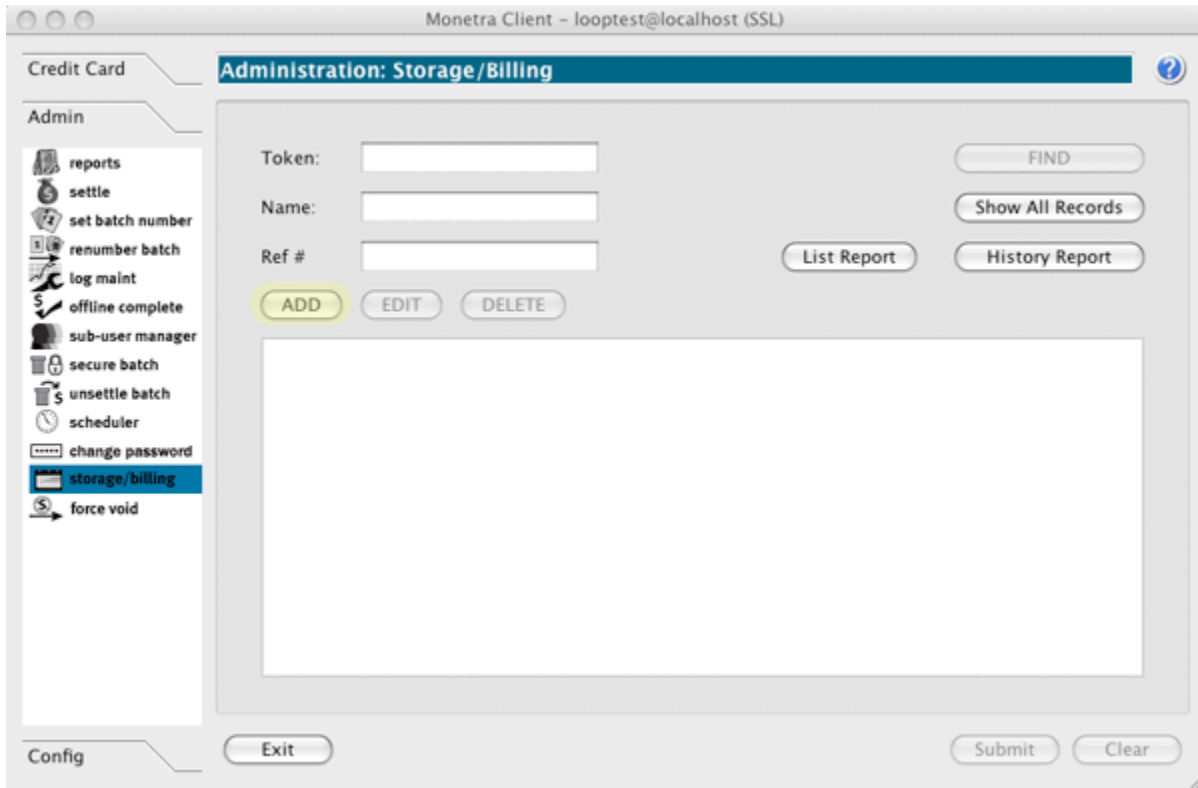 Monetra Client – looptest@localhost (SSL)
Credit Card
Administration: Storage/Billing
?
Admin
reports
settle
set batch number
renumber batch
log maint
offline complete
sub-user manager
secure batch
unsettle batch
scheduler
change password
storage/billing
force void
Token:
FIND
Name:
Show All Records
Ref #
List Report
History Report
ADD
EDIT
DELETE
Config
Exit
Submit
Clear